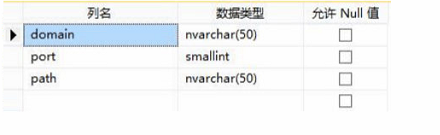 列名 数据类型 允许 Null 值
domain nvarchar(50)
port smallint
path nvarchar(50)